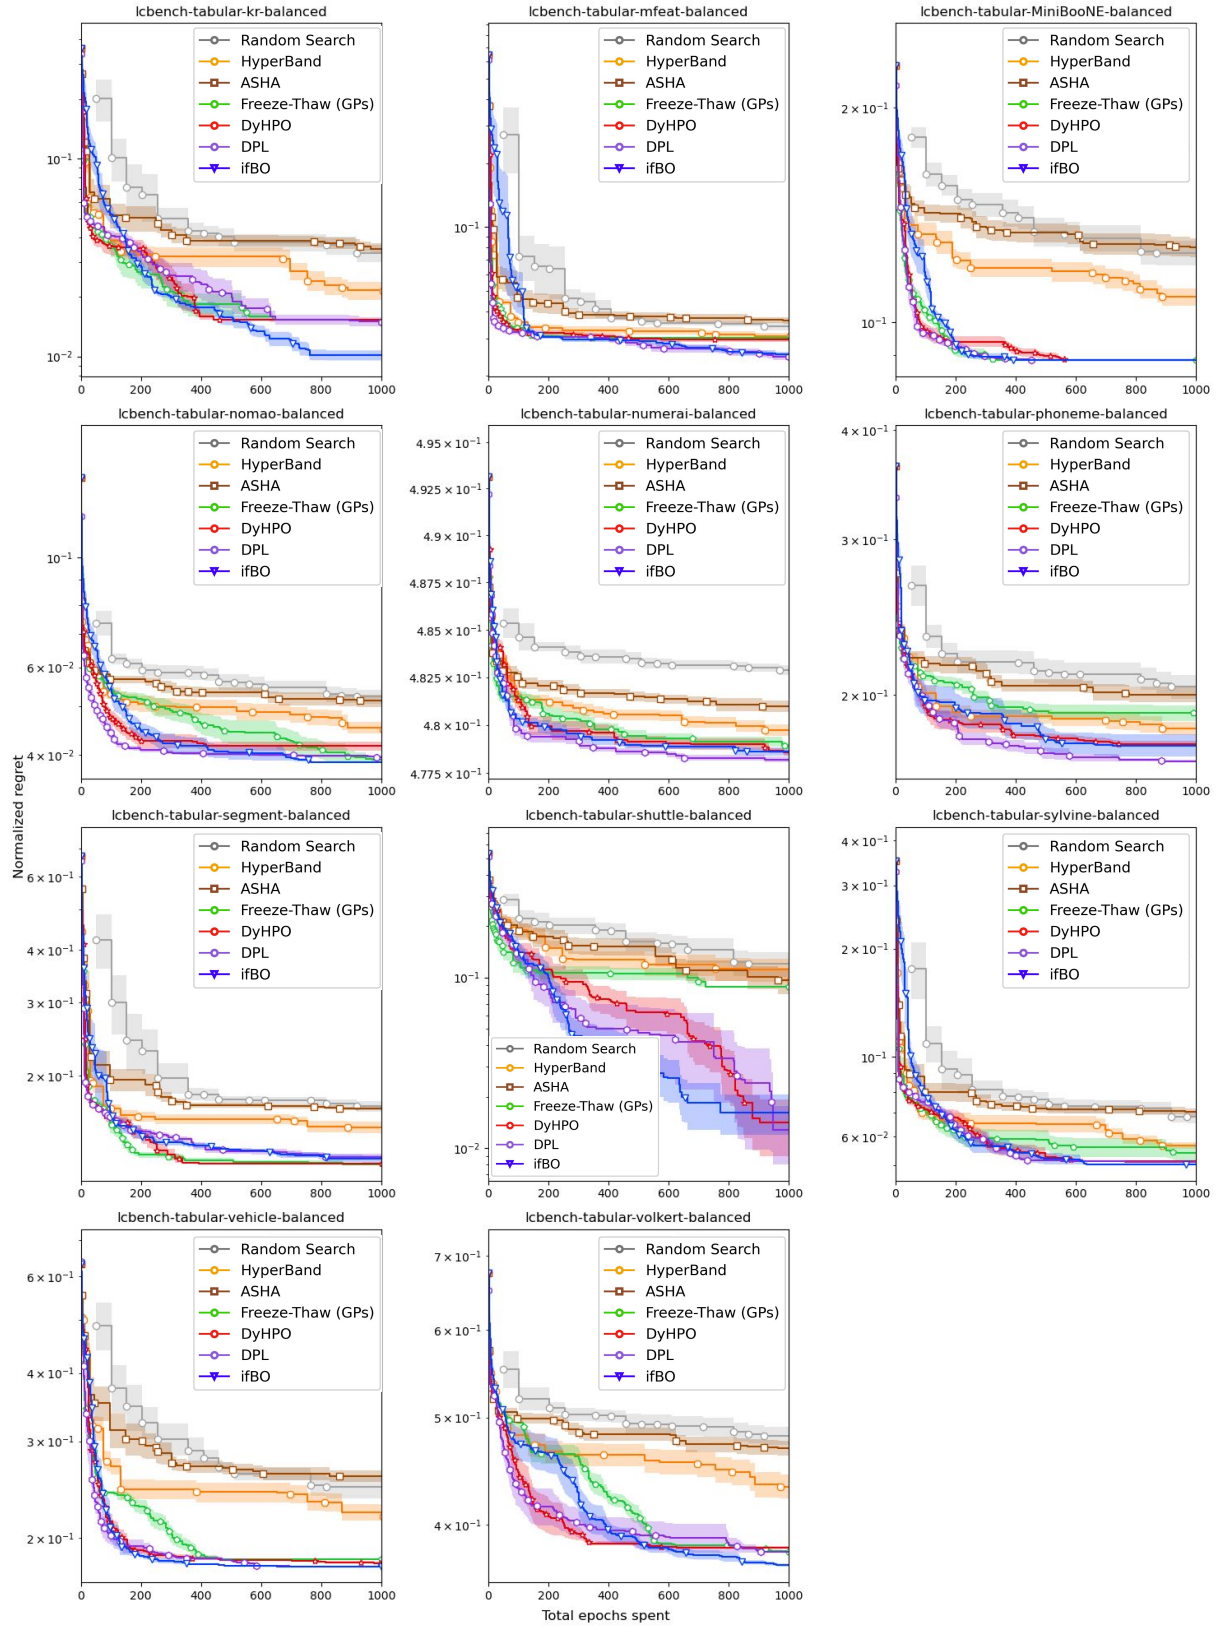 lcbench-tabular-kr-balanced
Random Search
HyperBand
ASHA
Freeze-Thaw (GPs)
DyHPO
DPL
ifBO
10⁻¹
10⁻²
0 200 400 600 800 1000
lcbench-tabular-mfeat-balanced
Random Search
HyperBand
ASHA
Freeze-Thaw (GPs)
DyHPO
DPL
ifBO
10⁻¹
0 200 400 600 800 1000
lcbench-tabular-MiniBooNE-balanced
Random Search
HyperBand
ASHA
Freeze-Thaw (GPs)
DyHPO
DPL
ifBO
2 × 10⁻¹
10⁻¹
0 200 400 600 800 1000
lcbench-tabular-nomao-balanced
Random Search
HyperBand
ASHA
Freeze-Thaw (GPs)
DyHPO
DPL
ifBO
10⁻¹
6 × 10⁻²
4 × 10⁻²
0 200 400 600 800 1000
lcbench-tabular-numerai-balanced
Random Search
HyperBand
ASHA
Freeze-Thaw (GPs)
DyHPO
DPL
ifBO
4.95 × 10⁻¹
4.925 × 10⁻¹
4.9 × 10⁻¹
4.875 × 10⁻¹
4.85 × 10⁻¹
4.825 × 10⁻¹
4.8 × 10⁻¹
4.775 × 10⁻¹
0 200 400 600 800 1000
lcbench-tabular-phoneme-balanced
Random Search
HyperBand
ASHA
Freeze-Thaw (GPs)
DyHPO
DPL
ifBO
4 × 10⁻¹
3 × 10⁻¹
2 × 10⁻¹
0 200 400 600 800 1000
Normalized regret
lcbench-tabular-segment-balanced
Random Search
HyperBand
ASHA
Freeze-Thaw (GPs)
DyHPO
DPL
ifBO
6 × 10⁻¹
4 × 10⁻¹
3 × 10⁻¹
2 × 10⁻¹
0 200 400 600 800 1000
lcbench-tabular-shuttle-balanced
10⁻¹
10⁻²
Random Search
HyperBand
ASHA
Freeze-Thaw (GPs)
DyHPO
DPL
ifBO
0 200 400 600 800 1000
lcbench-tabular-sylvine-balanced
Random Search
HyperBand
ASHA
Freeze-Thaw (GPs)
DyHPO
DPL
ifBO
4 × 10⁻¹
3 × 10⁻¹
2 × 10⁻¹
10⁻¹
6 × 10⁻²
0 200 400 600 800 1000
lcbench-tabular-vehicle-balanced
Random Search
HyperBand
ASHA
Freeze-Thaw (GPs)
DyHPO
DPL
ifBO
6 × 10⁻¹
4 × 10⁻¹
3 × 10⁻¹
2 × 10⁻¹
0 200 400 600 800 1000
lcbench-tabular-volkert-balanced
Random Search
HyperBand
ASHA
Freeze-Thaw (GPs)
DyHPO
DPL
ifBO
7 × 10⁻¹
6 × 10⁻¹
5 × 10⁻¹
4 × 10⁻¹
0 200 400 600 800 1000
Total epochs spent